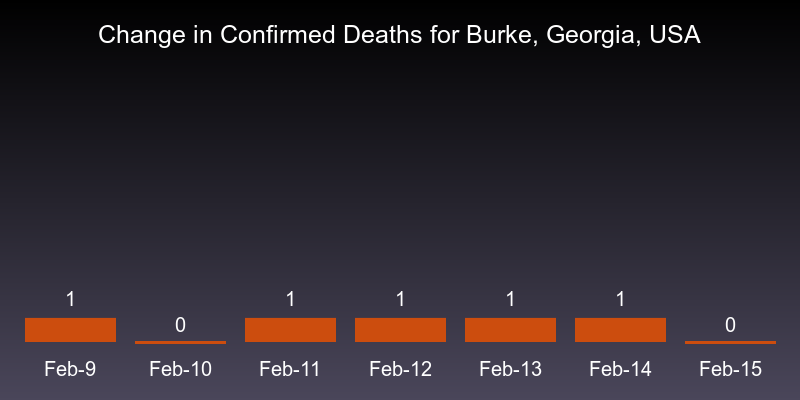 Change in Confirmed Deaths for Burke, Georgia, USA
1 0 1 1 1 1 0
Feb-9 Feb-10 Feb-11 Feb-12 Feb-13 Feb-14 Feb-15